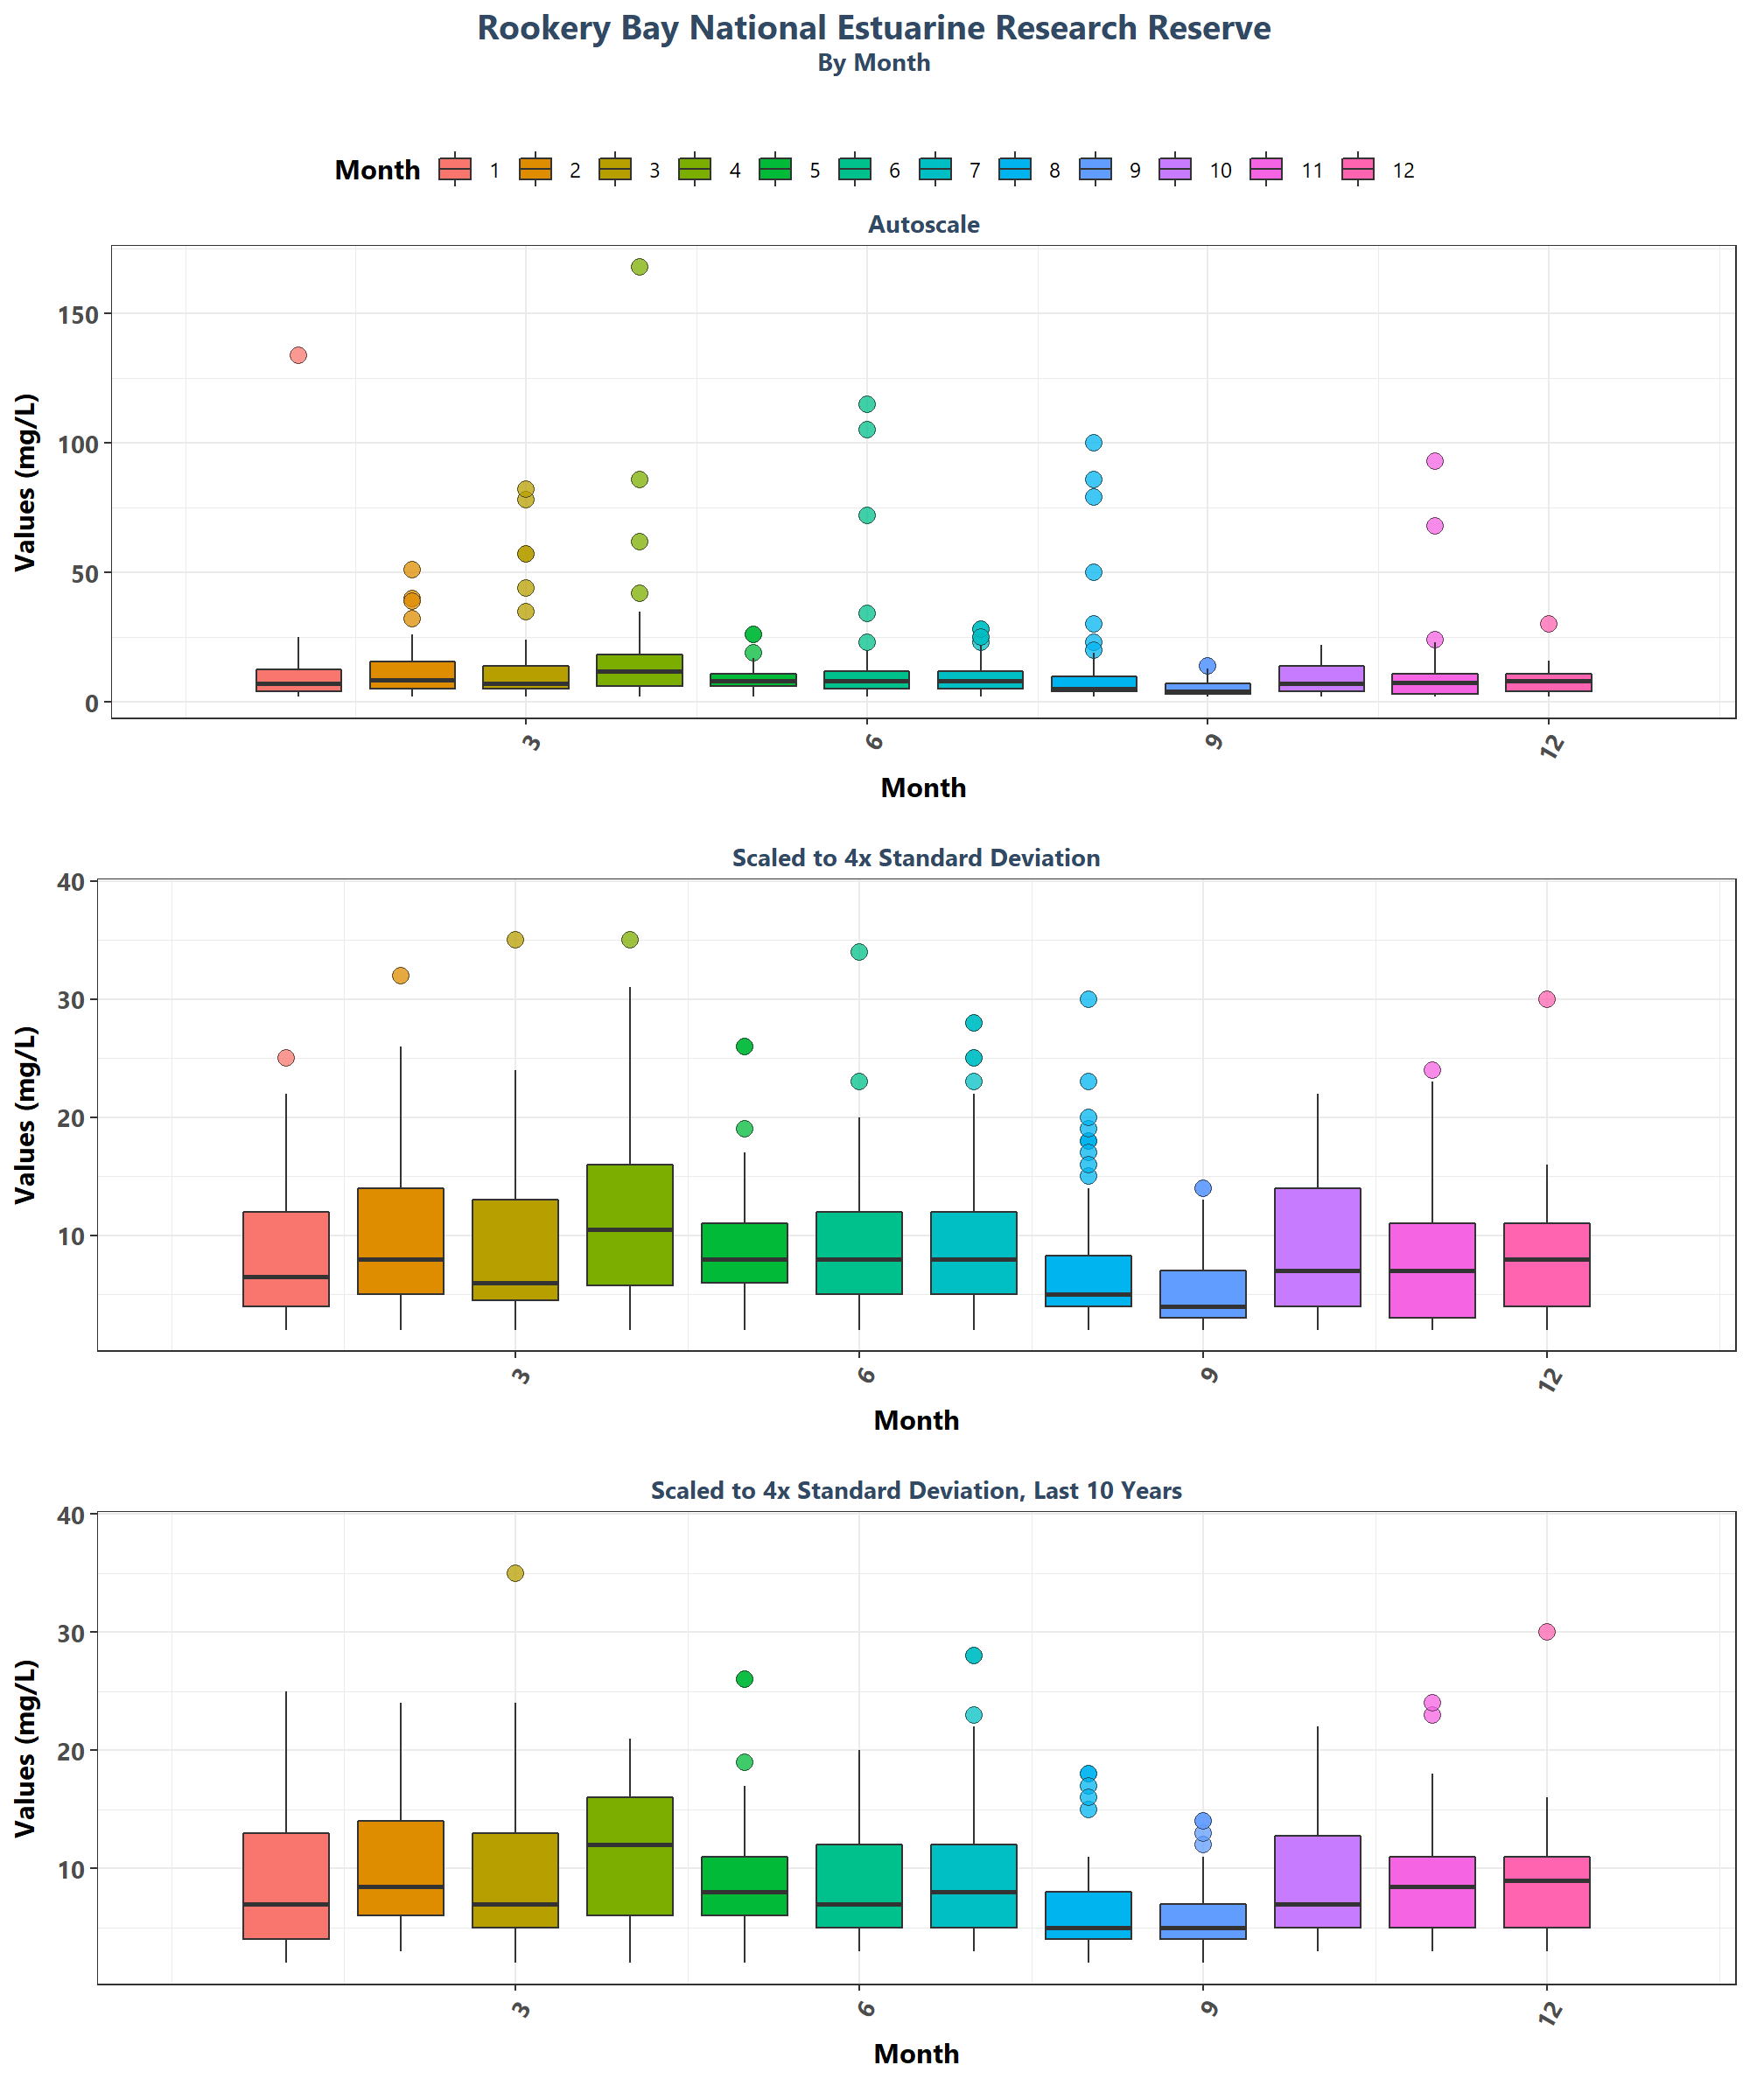 Rookery Bay National Estuarine Research Reserve
By Month
Month 1 2 3 4 5 6 7 8 9 10 11 12
Autoscale
Values (mg/L)
150
100
50
0
3 6 9 12
Month
Scaled to 4x Standard Deviation
Values (mg/L)
40
30
20
10
3 6 9 12
Month
Scaled to 4x Standard Deviation, Last 10 Years
Values (mg/L)
40
30
20
10
3 6 9 12
Month